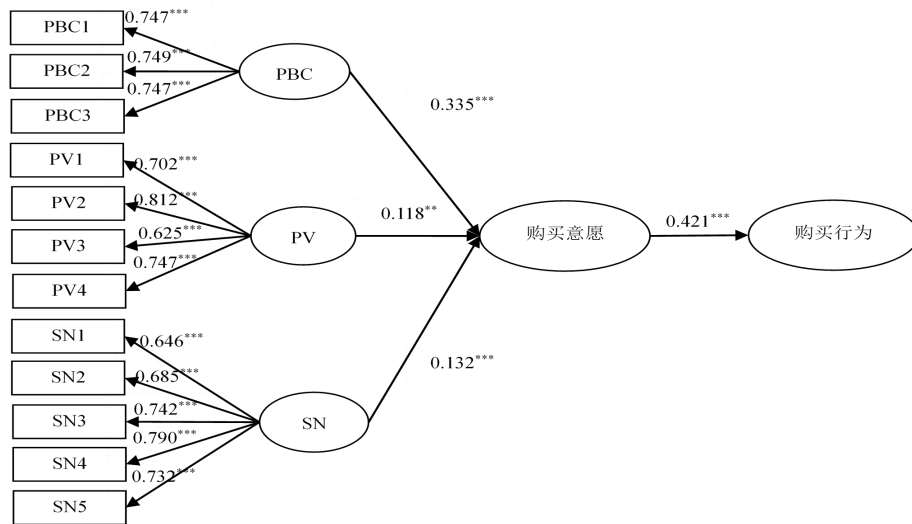 PBC1
0.747***
PBC2
0.749***
PBC3
0.747***
PBC
0.335***
PV1
0.702***
PV2
0.812***
PV3
0.625***
PV4
0.747***
PV
0.118**
购买意愿
0.421***
购买行为
SN1
0.646***
SN2
0.685***
SN3
0.742***
SN4
0.790***
SN5
0.732***
SN
0.132***